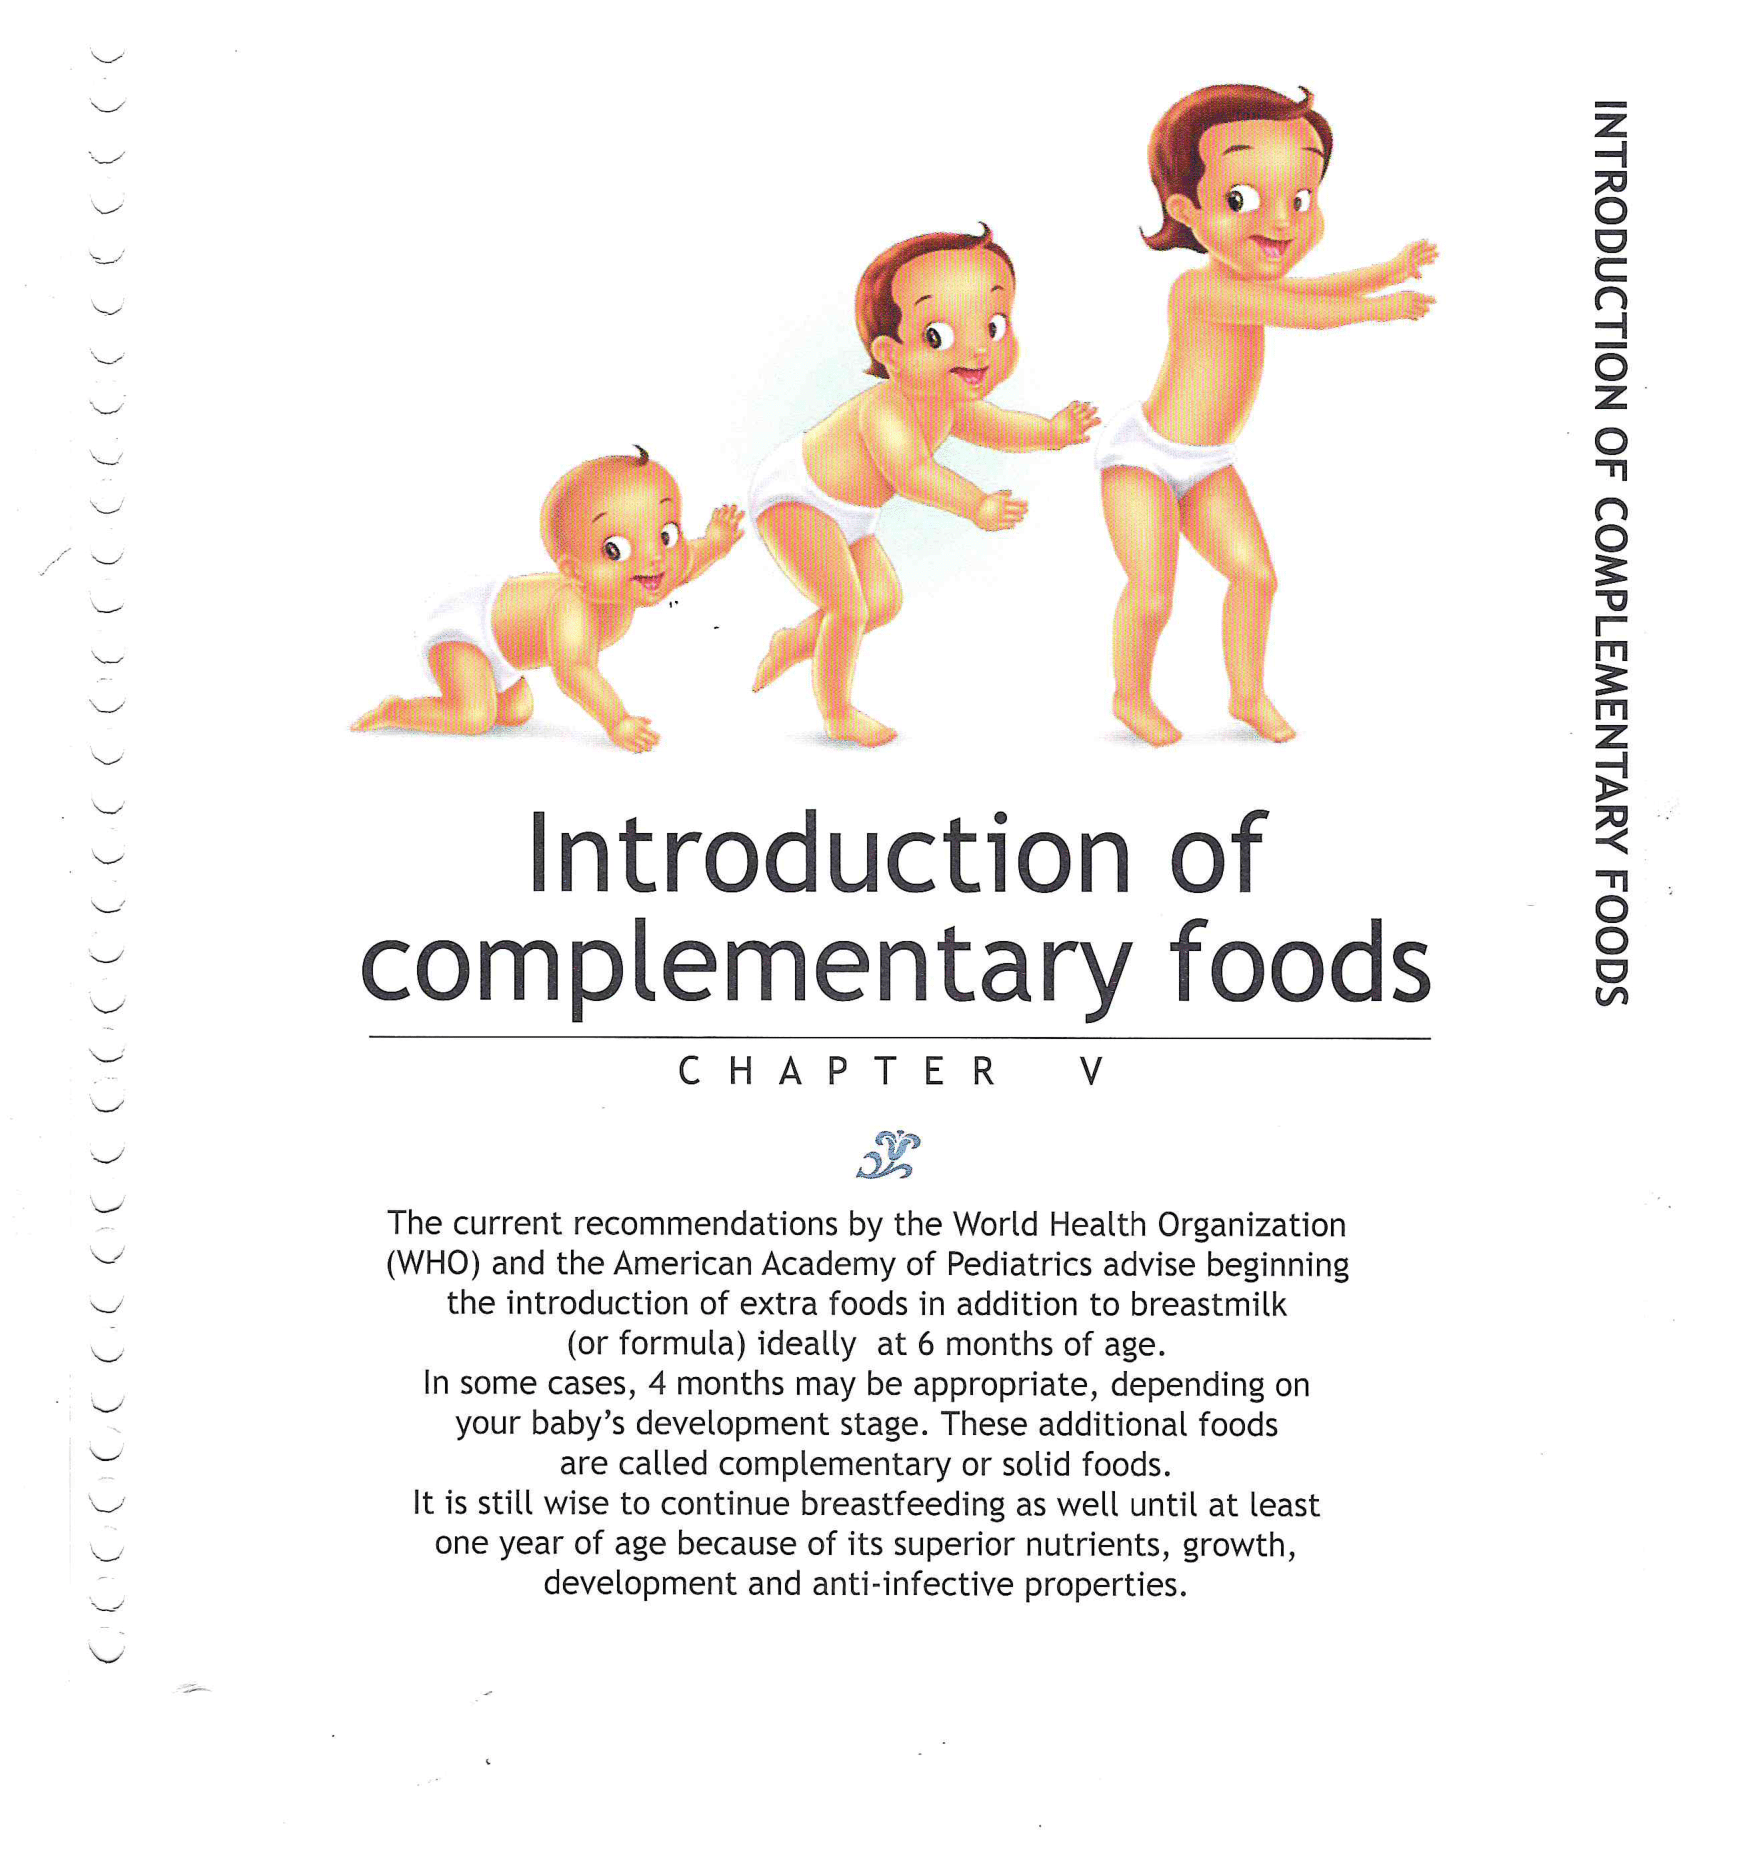 Introduction of
complementary foods
CHAPTER V
The current recommendations by the World Health Organization
(WHO) and the American Academy of Pediatrics advise beginning
the introduction of extra foods in addition to breastmilk
(or formula) ideally at 6 months of age.
In some cases, 4 months may be appropriate, depending on
your baby's development stage. These additional foods
are called complementary or solid foods.
It is still wise to continue breastfeeding as well until at least
one year of age because of its superior nutrients, growth,
development and anti-infective properties.
INTRODUCTION OF COMPLEMENTARY FOODS